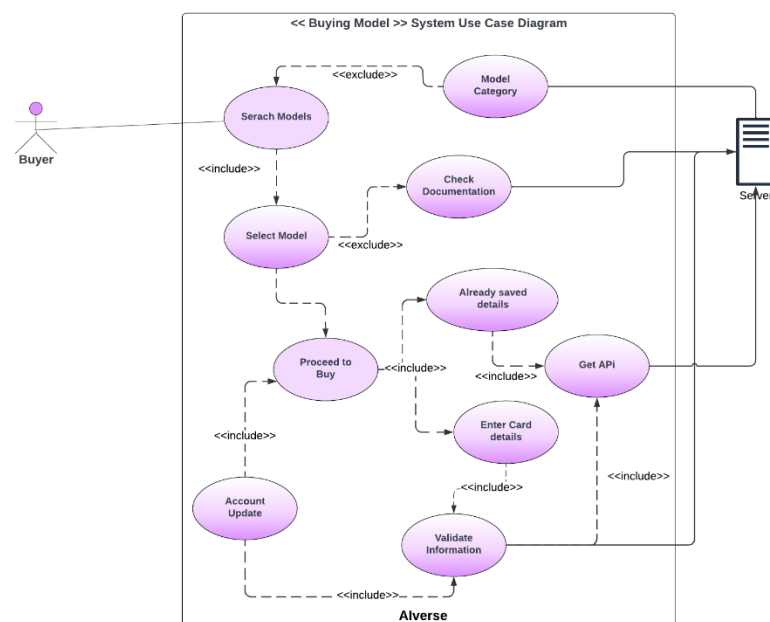 << Buying Model >> System Use Case Diagram
<<exclude>>
Model
Category
Serach Models
Buyer
<<include>>
Check
Documentation
Server
Select Model
<<exclude>>
Already saved
details
Proceed to
Buy
<<include>>
<<include>>
Get APi
Enter Card
details
<<include>>
<<include>>
<<include>>
Account
Update
Validate
Information
<<include>>
AIverse